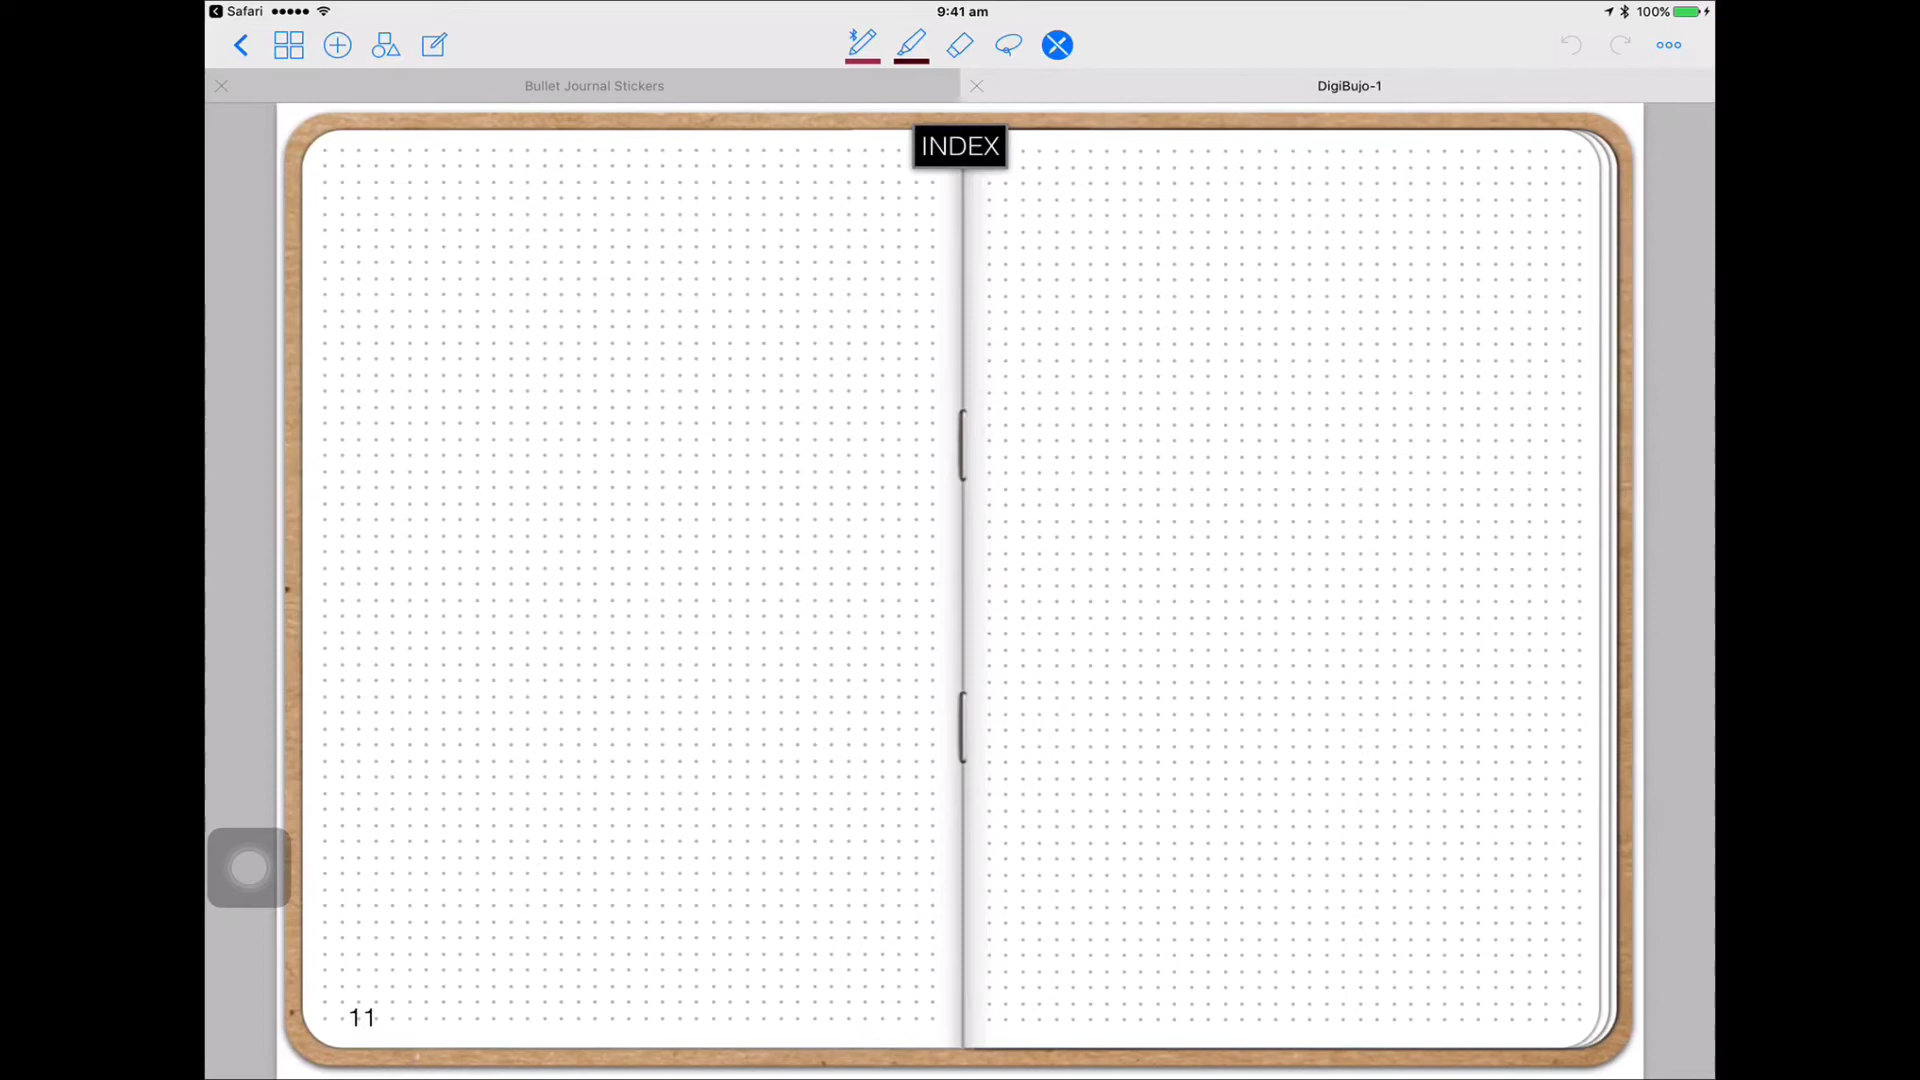 Safari
9:41 am
100%
Bullet Journal Stickers
DigiBujo-1
INDEX
11